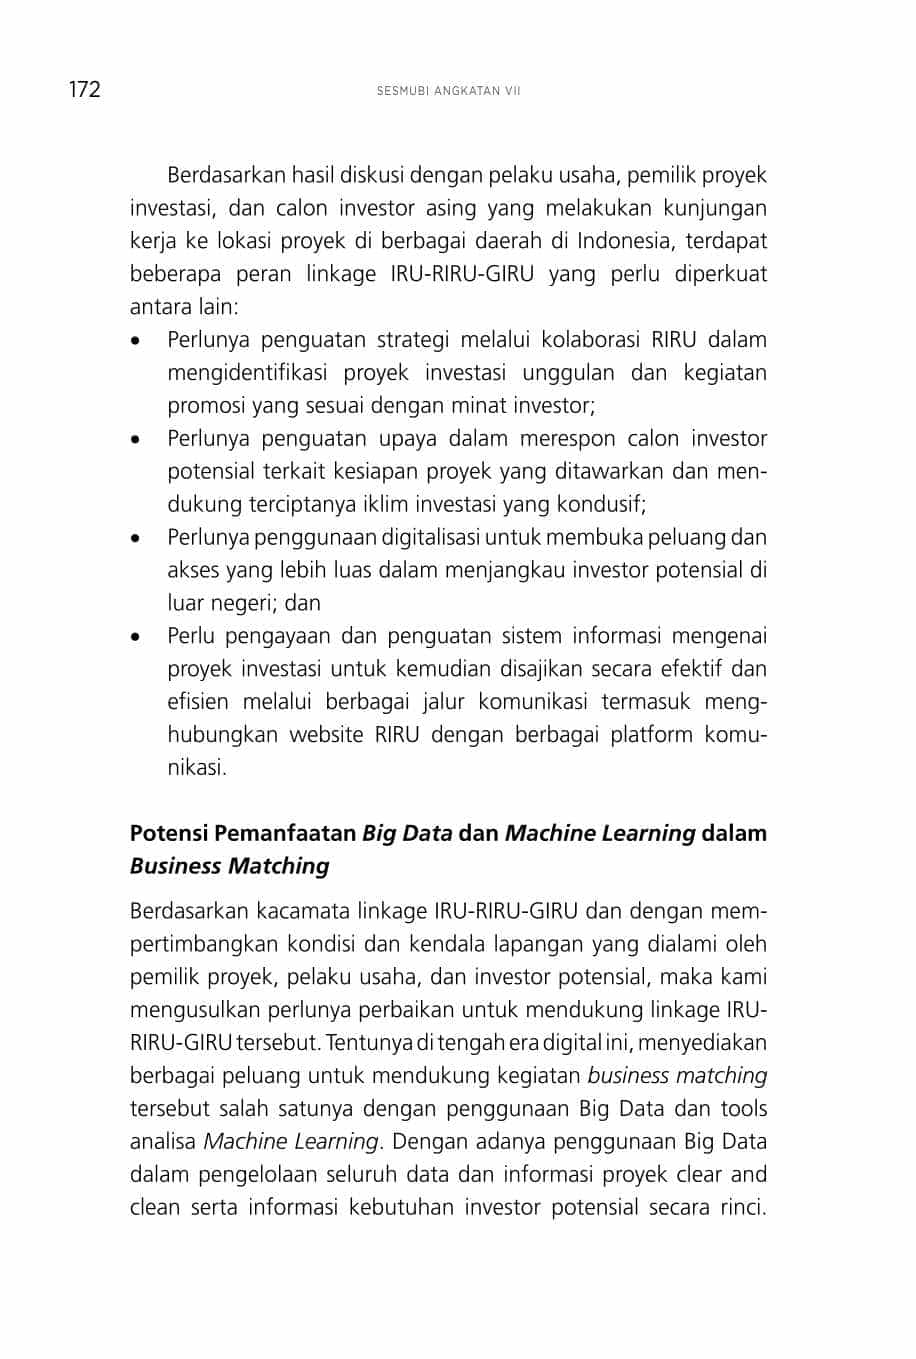 172
SESMUBI ANGKATAN VII
Berdasarkan hasil diskusi dengan pelaku usaha, pemilik proyek
investasi, dan calon investor asing yang melakukan kunjungan
kerja ke lokasi proyek di berbagai daerah di Indonesia, terdapat
beberapa peran linkage IRU-RIRU-GIRU yang perlu diperkuat
antara lain:
• Perlunya penguatan strategi melalui kolaborasi RIRU dalam
mengidentifikasi proyek investasi unggulan dan kegiatan
promosi yang sesuai dengan minat investor;
• Perlunya penguatan upaya dalam merespon calon investor
potensial terkait kesiapan proyek yang ditawarkan dan men-
dukung terciptanya iklim investasi yang kondusif;
• Perlunya penggunaan digitalisasi untuk membuka peluang dan
akses yang lebih luas dalam menjangkau investor potensial di
luar negeri; dan
• Perlu pengayaan dan penguatan sistem informasi mengenai
proyek investasi untuk kemudian disajikan secara efektif dan
efisien melalui berbagai jalur komunikasi termasuk meng-
hubungkan website RIRU dengan berbagai platform komu-
nikasi.
Potensi Pemanfaatan Big Data dan Machine Learning dalam
Business Matching
Berdasarkan kacamata linkage IRU-RIRU-GIRU dan dengan mem-
pertimbangkan kondisi dan kendala lapangan yang dialami oleh
pemilik proyek, pelaku usaha, dan investor potensial, maka kami
mengusulkan perlunya perbaikan untuk mendukung linkage IRU-
RIRU-GIRU tersebut. Tentunya di tengah era digital ini, menyediakan
berbagai peluang untuk mendukung kegiatan business matching
tersebut salah satunya dengan penggunaan Big Data dan tools
analisa Machine Learning. Dengan adanya penggunaan Big Data
dalam pengelolaan seluruh data dan informasi proyek clear and
clean serta informasi kebutuhan investor potensial secara rinci.